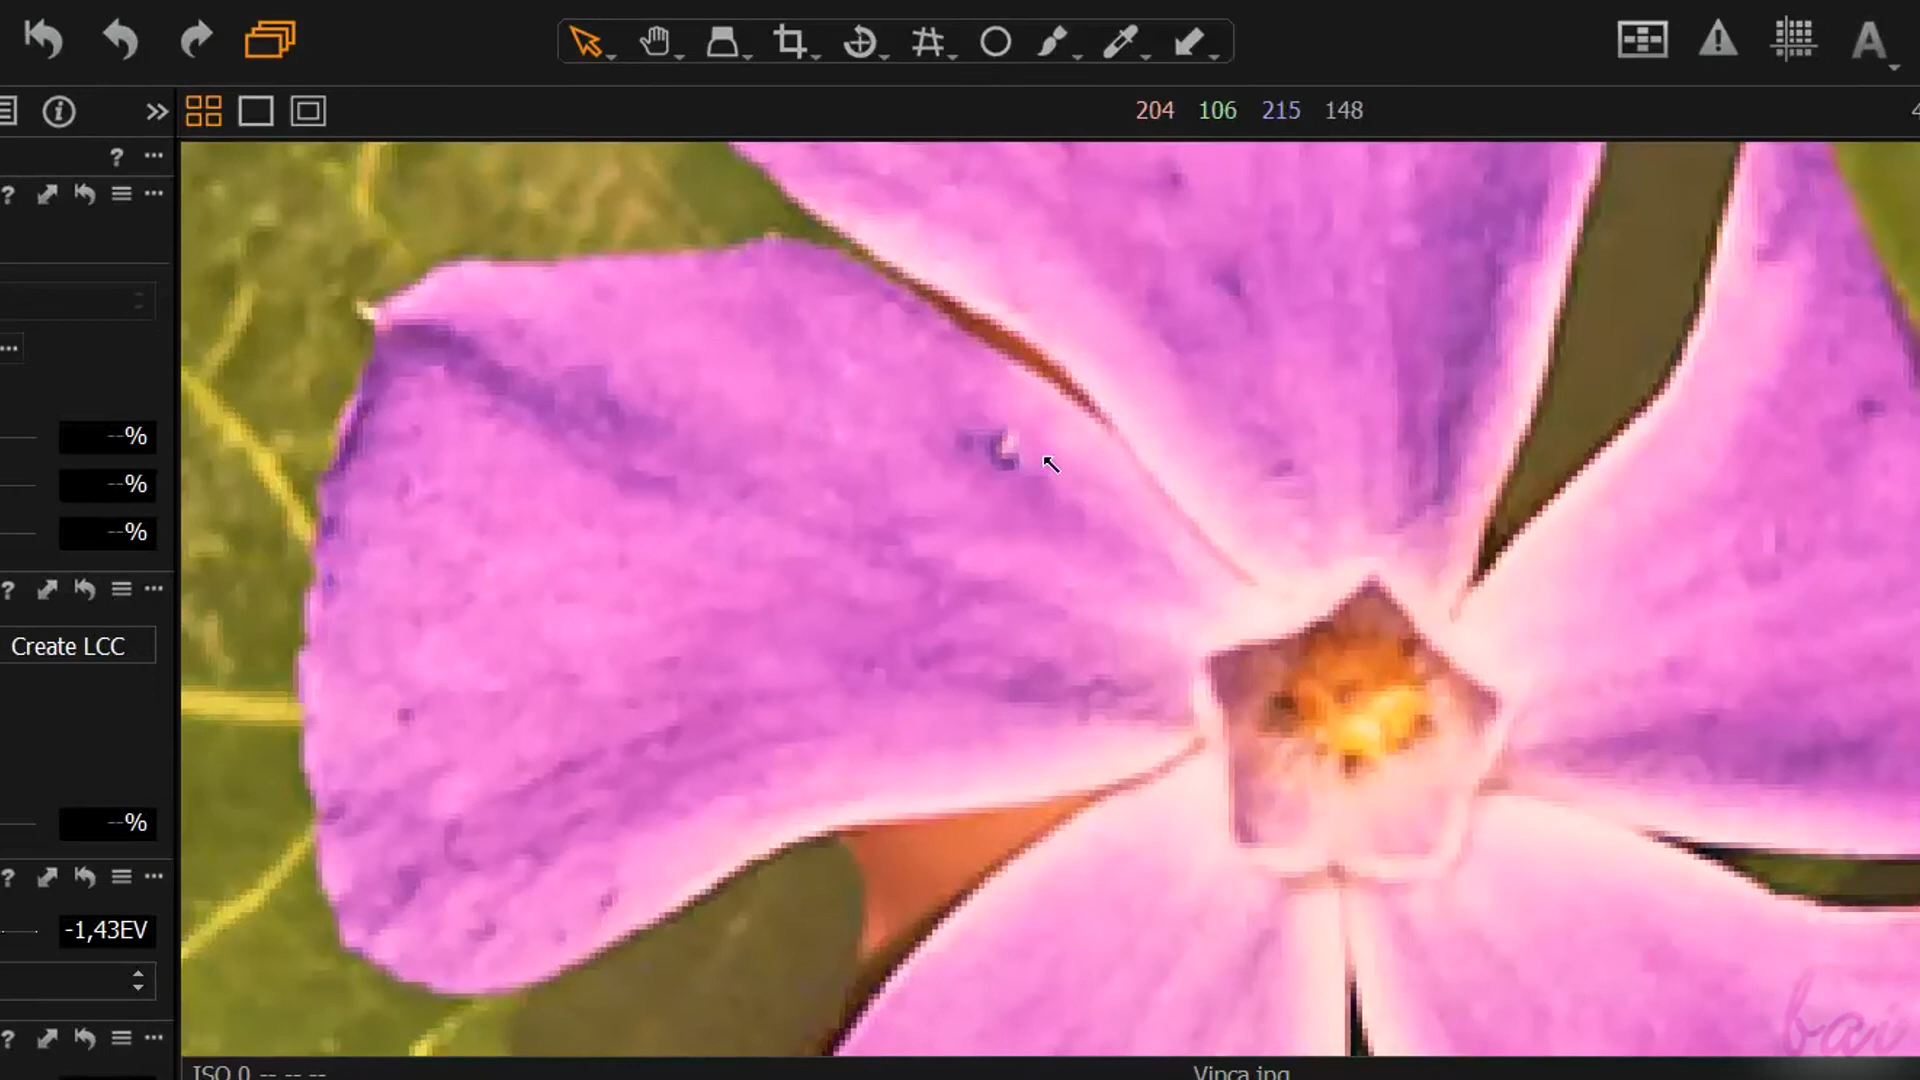 204 106 215 148
--%
--%
--%
Create LCC
--%
-1,43EV
ISO 0 -- -- --
Vinca.jpg